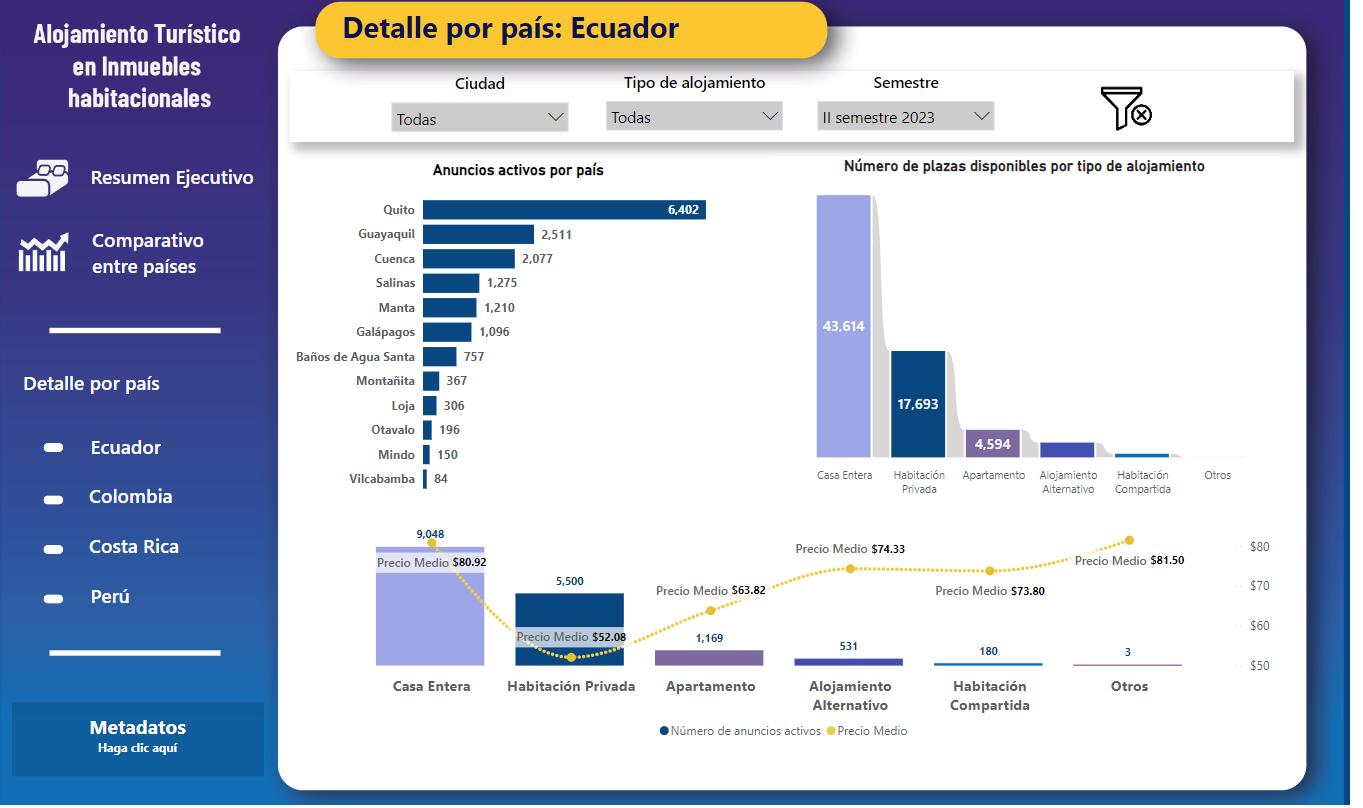 Alojamiento Turístico
en Inmuebles
habitacionales
Resumen Ejecutivo
Comparativo
entre países
Detalle por país
Ecuador
Colombia
Costa Rica
Perú
Metadatos
Haga clic aquí
Detalle por país: Ecuador
Ciudad
Todas
Tipo de alojamiento
Todas
Semestre
II semestre 2023
Anuncios activos por país
Quito 6,402
Guayaquil 2,511
Cuenca 2,077
Salinas 1,275
Manta 1,210
Galápagos 1,096
Baños de Agua Santa 757
Montañita 367
Loja 306
Otavalo 196
Mindo 150
Vilcabamba 84
Número de plazas disponibles por tipo de alojamiento
43,614
17,693
4,594
Casa Entera
Habitación
Privada
Apartamento
Alojamiento
Alternativo
Habitación
Compartida
Otros
9,048
Precio Medio $80.92
5,500
Precio Medio $52.08
Precio Medio $63.82
1,169
Precio Medio $74.33
531
Precio Medio $73.80
180
Precio Medio $81.50
3
$80
$70
$60
$50
Casa Entera
Habitación Privada
Apartamento
Alojamiento
Alternativo
Habitación
Compartida
Otros
Número de anuncios activos
Precio Medio